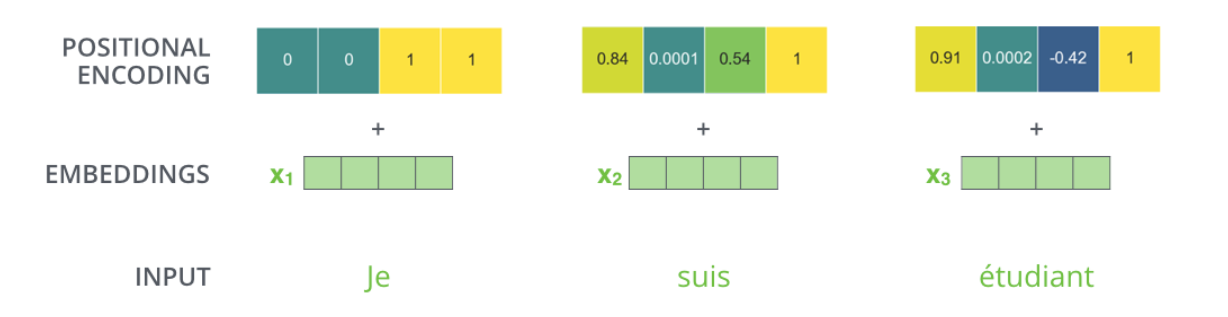 POSITIONAL
ENCODING
0 0 1 1
0.84 0.0001 0.54 1
0.91 0.0002 -0.42 1
+ + +
EMBEDDINGS x1 x2 x3
INPUT Je suis étudiant